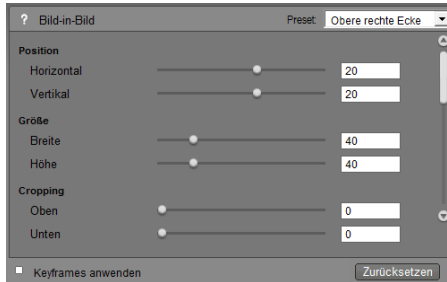 ? Bild-in-Bild Preset: Obere rechte Ecke
Position
Horizontal 20
Vertikal 20
Größe
Breite 40
Höhe 40
Cropping
Oben 0
Unten 0
Keyframes anwenden Zurücksetzen